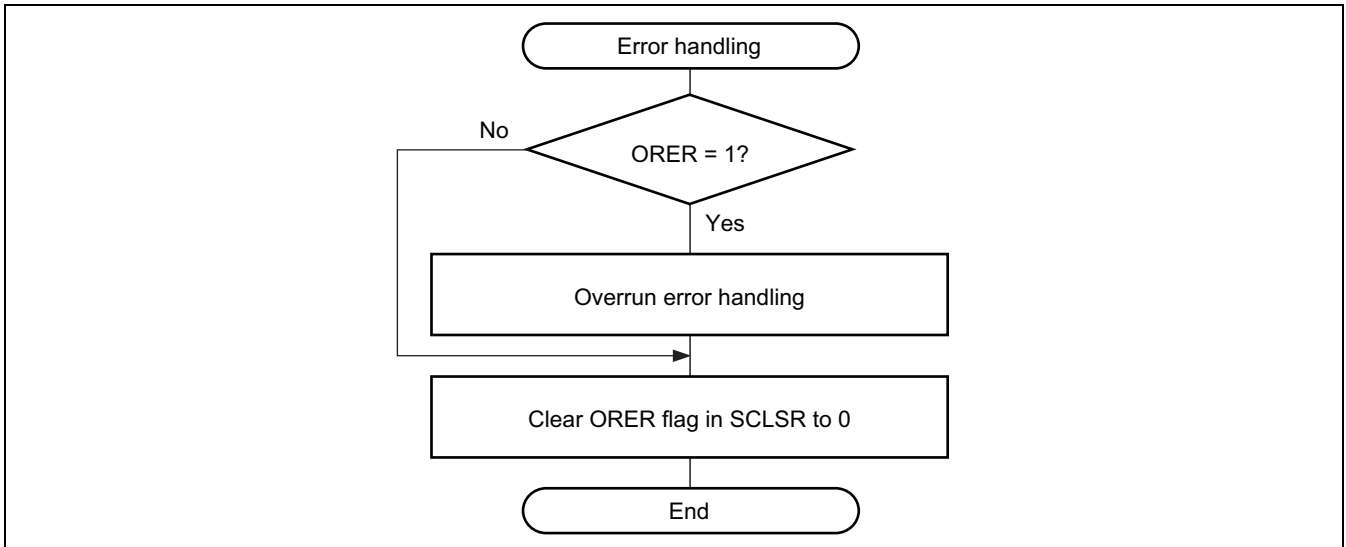 Error handling
No
ORER = 1?
Yes
Overrun error handling
Clear ORER flag in SCLSR to 0
End